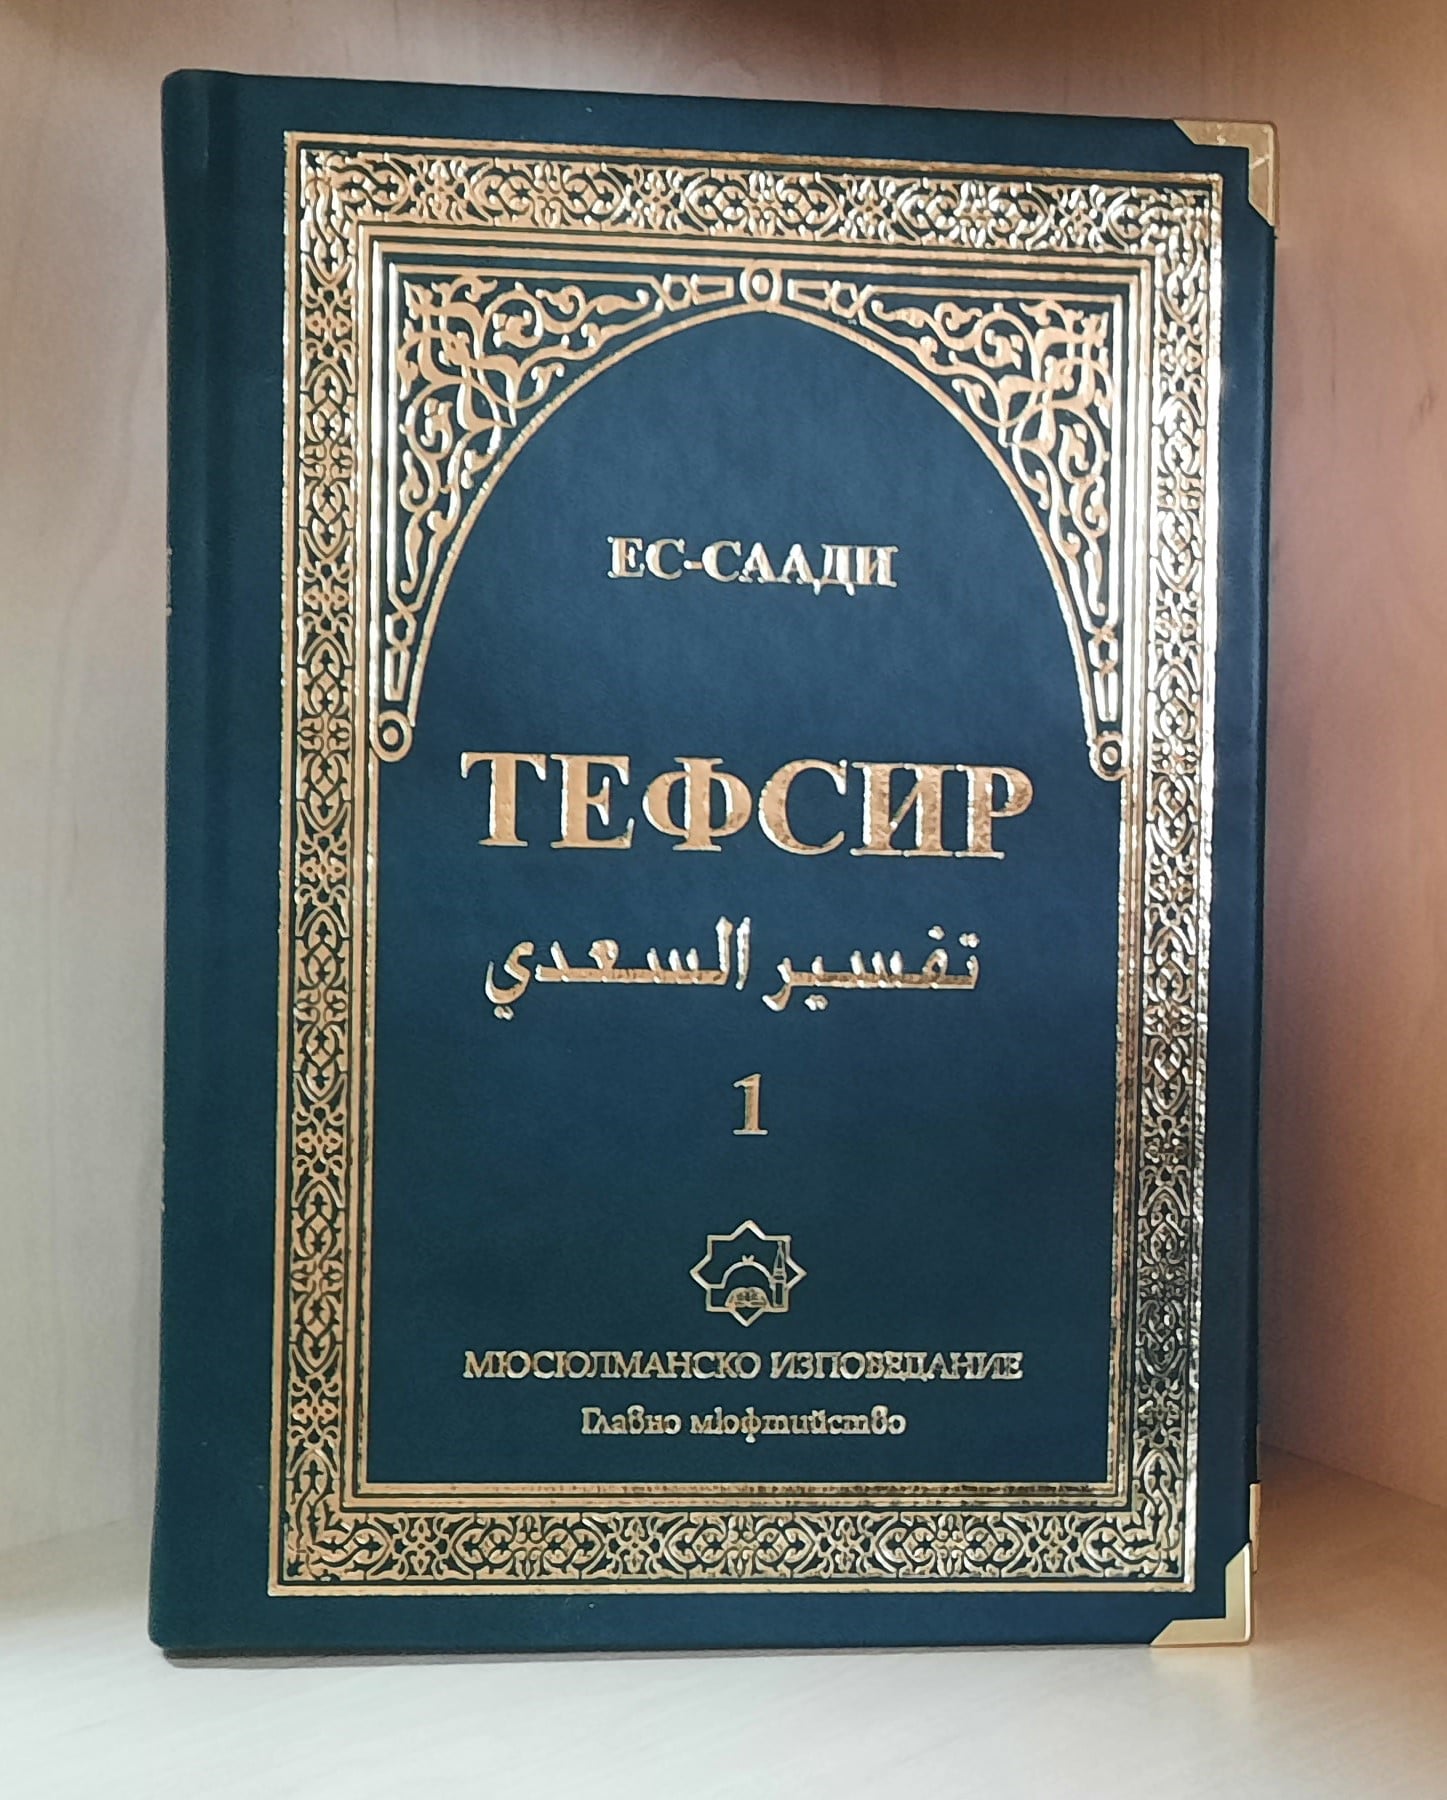 ЕС-СААДИ
ТЕФСИР
تفسير السعدي
1
МЮСЮЛМАНСКО ИЗПОВЕДАНИЕ
Главно мюфтийство